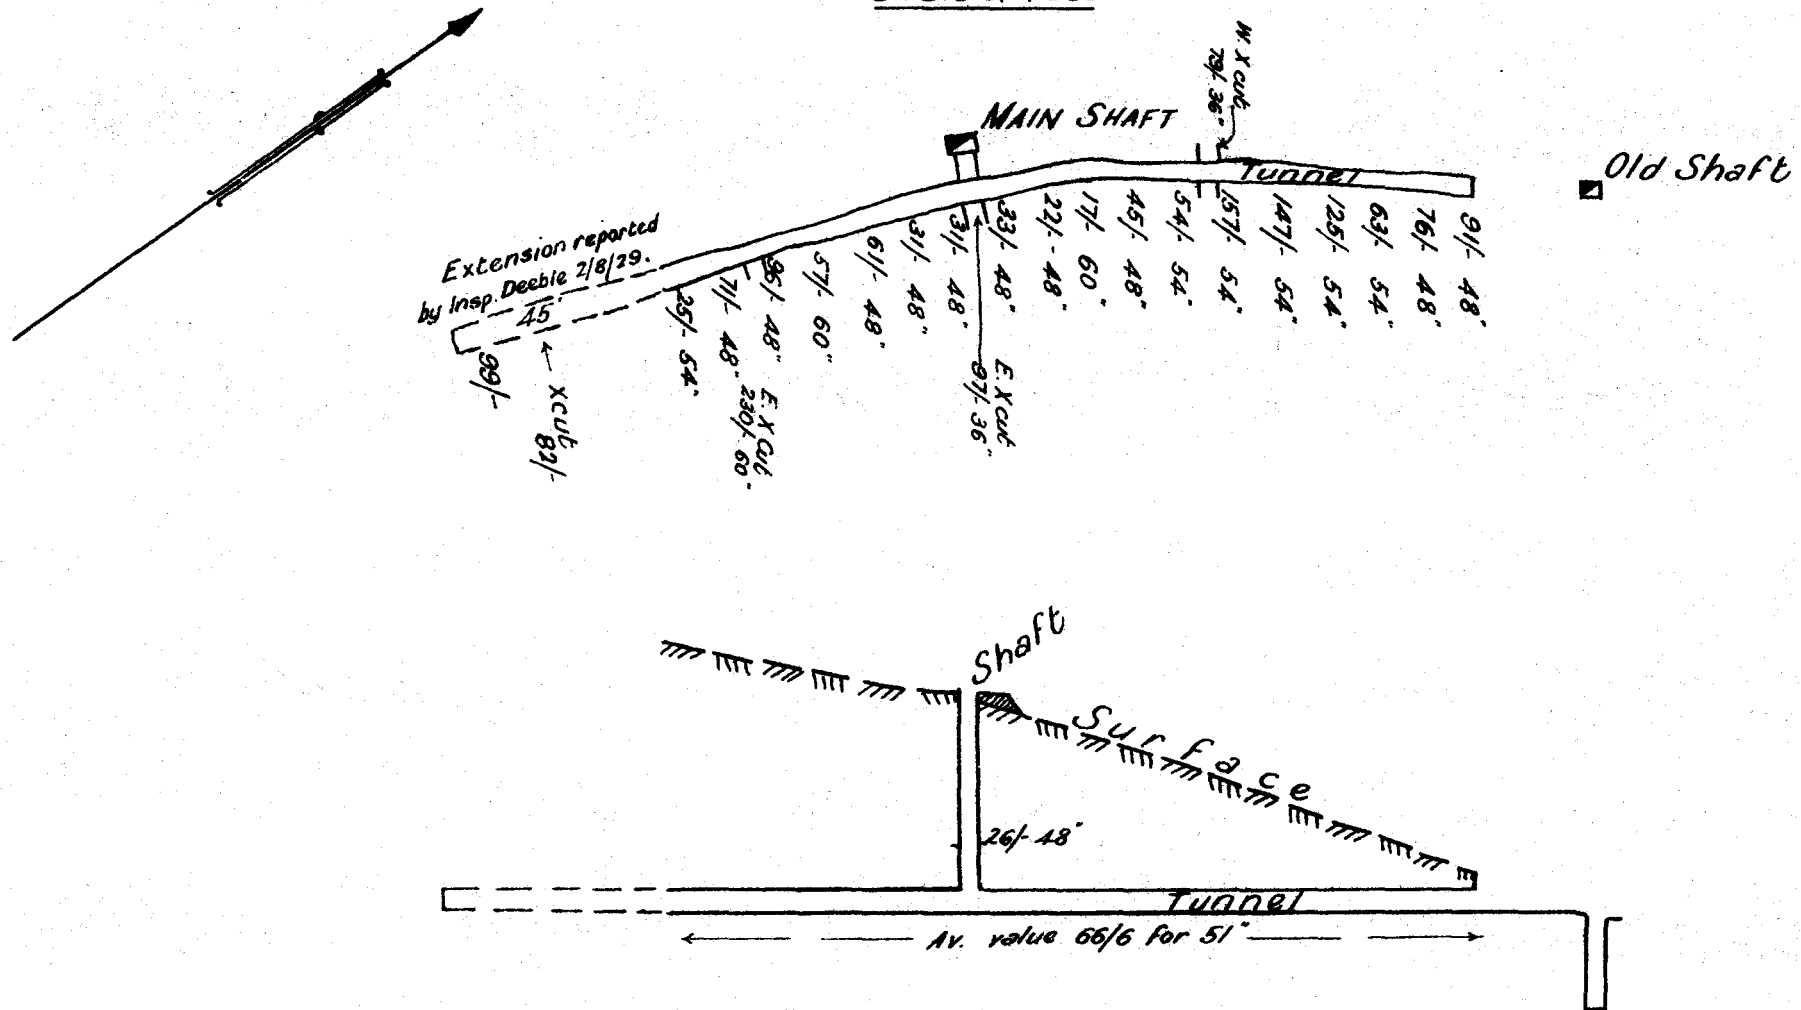 W. X cut.
79/- 36"
MAIN SHAFT
Tunnel
Old Shaft
Extension reported
by Insp. Deeble 2/8/29.
45'
99/-
X cut
82/-
25/- 54"
71/- 48"
96/- 48"
E. X Cut
230/- 60"
57/- 60"
61/- 48"
31/- 48"
31/- 48"
E. X cut
97/- 36"
33/- 48"
22/- 48"
17/- 60"
45/- 48"
54/- 54"
157/- 54"
147/- 54"
125/- 54"
63/- 54"
76/- 48"
91/- 48"
Shaft
Surface
26/- 48"
Tunnel
Av. value 66/6 for 51"